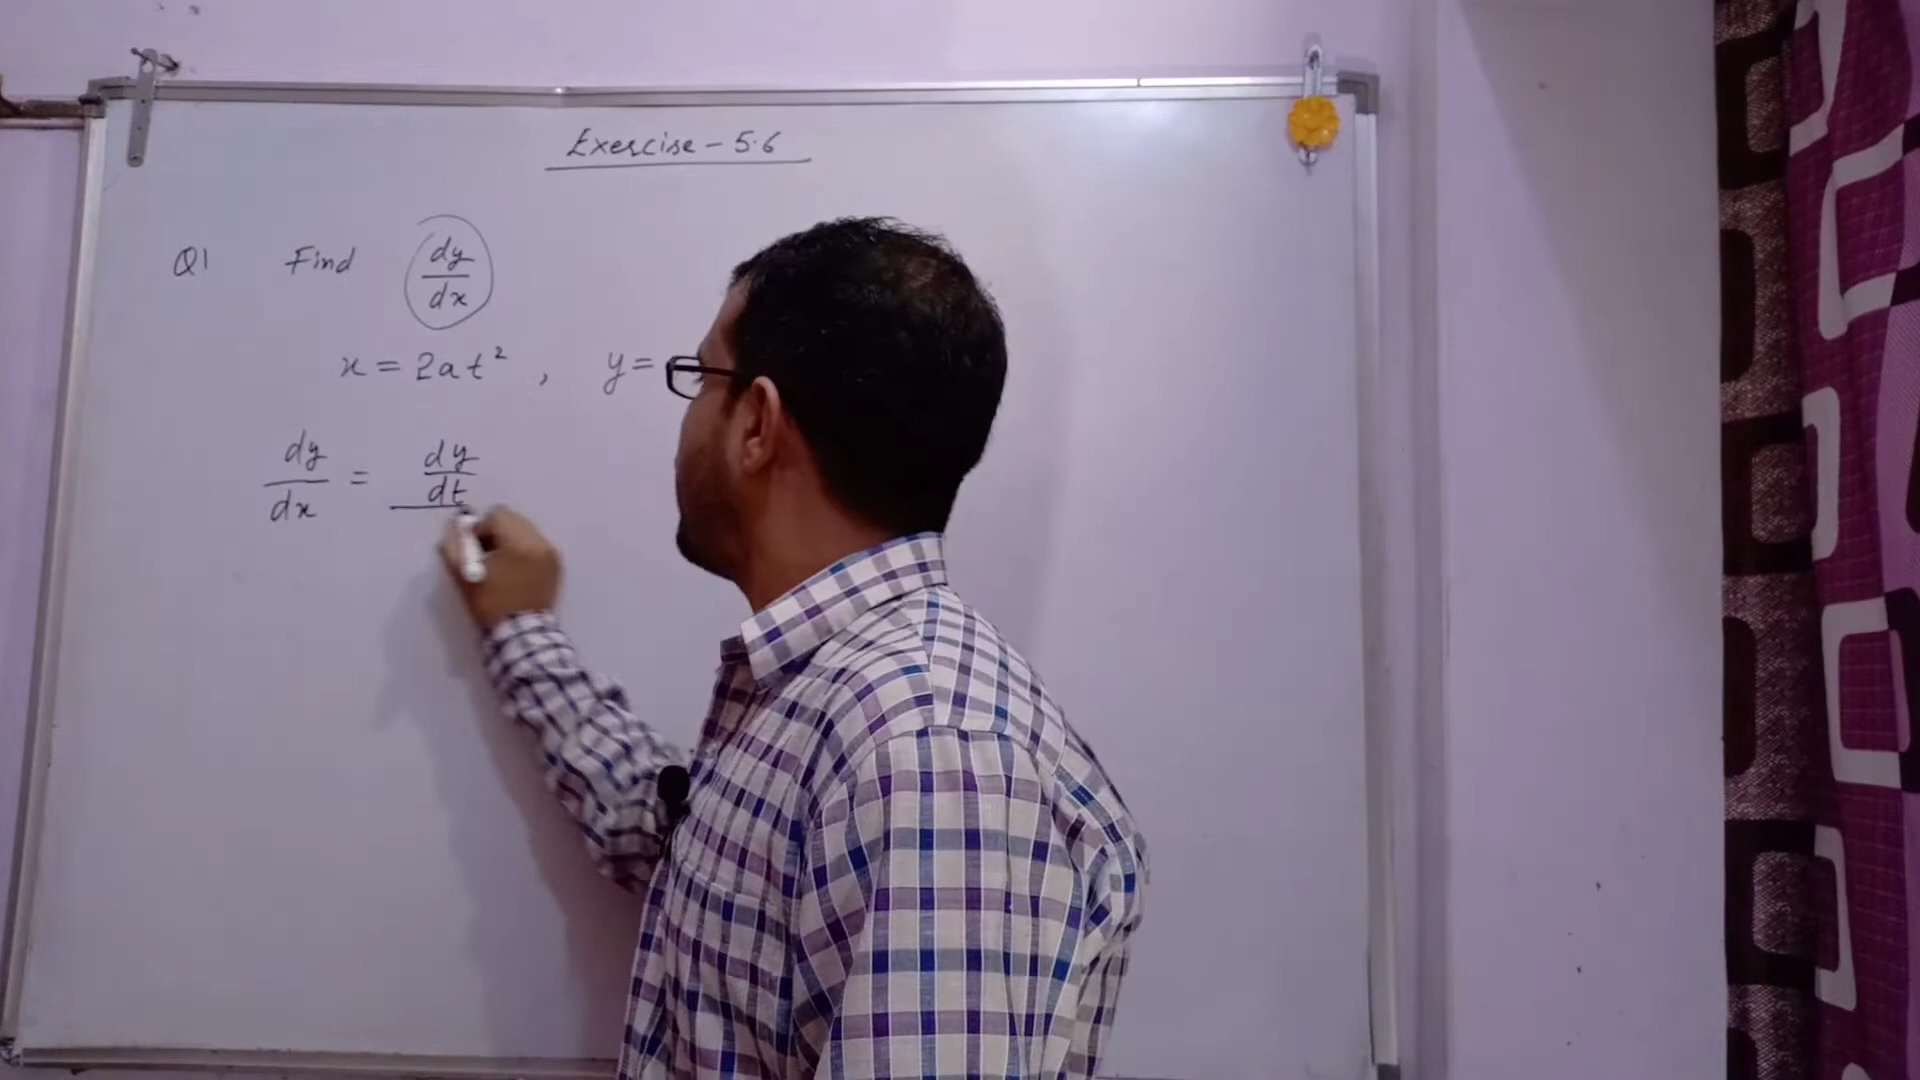 Exercise - 5.6
Q1 Find dy/dx
x = 2at², y =
dy/dx = dy/dt